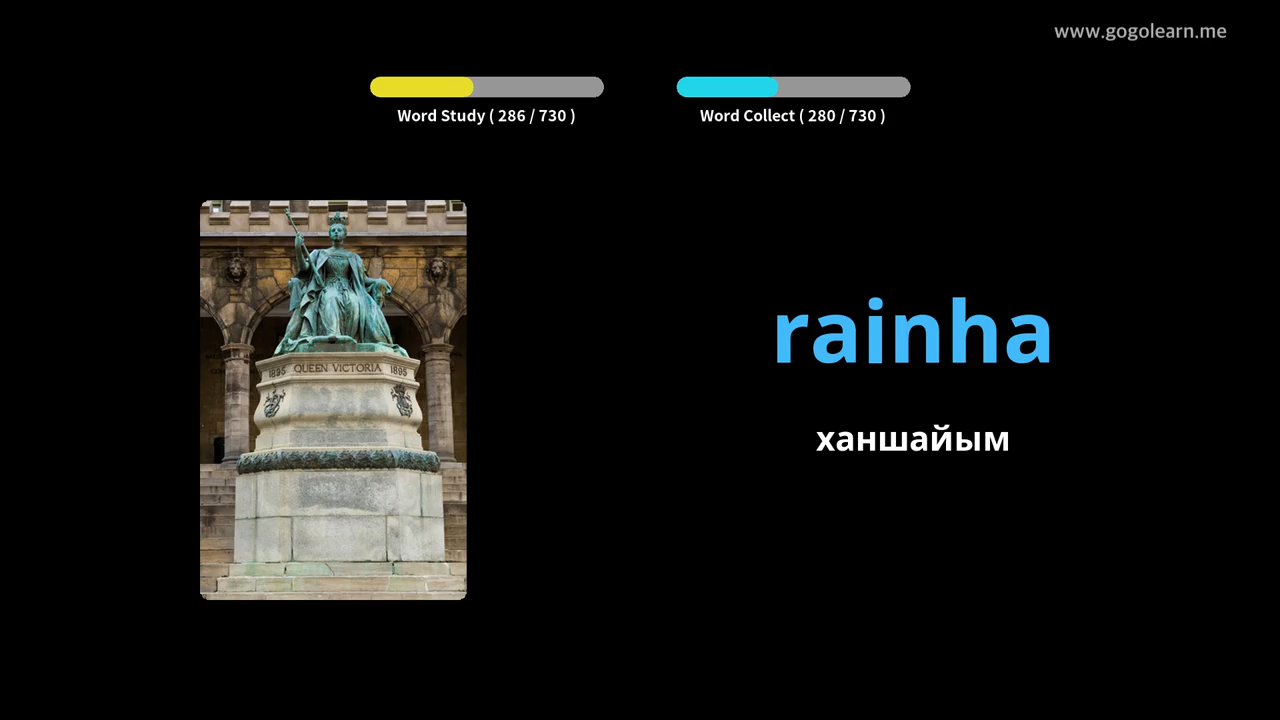 www.gogolearn.me
Word Study ( 286 / 730 )
Word Collect ( 280 / 730 )
1895 QUEEN VICTORIA 1895
rainha
ханшайым